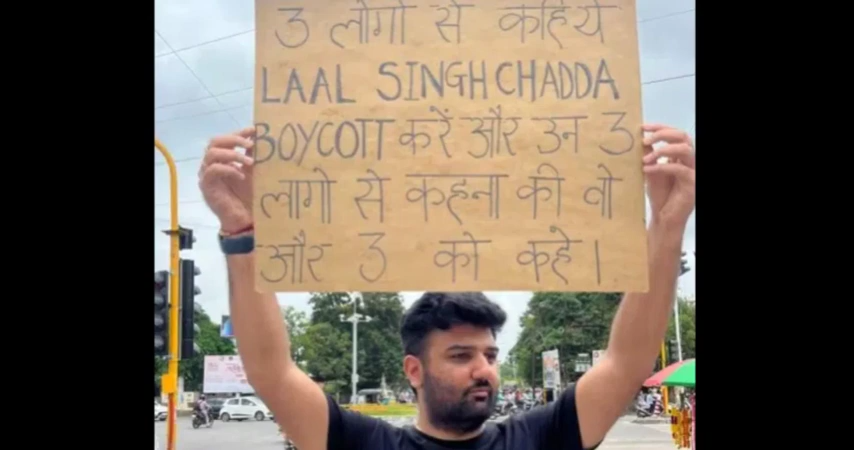 3 लोगो से कहिये
LAAL SINGH CHADDA
BOYCOTT करें और उन 3
लोगो से कहना की वो
और 3 को कहे।